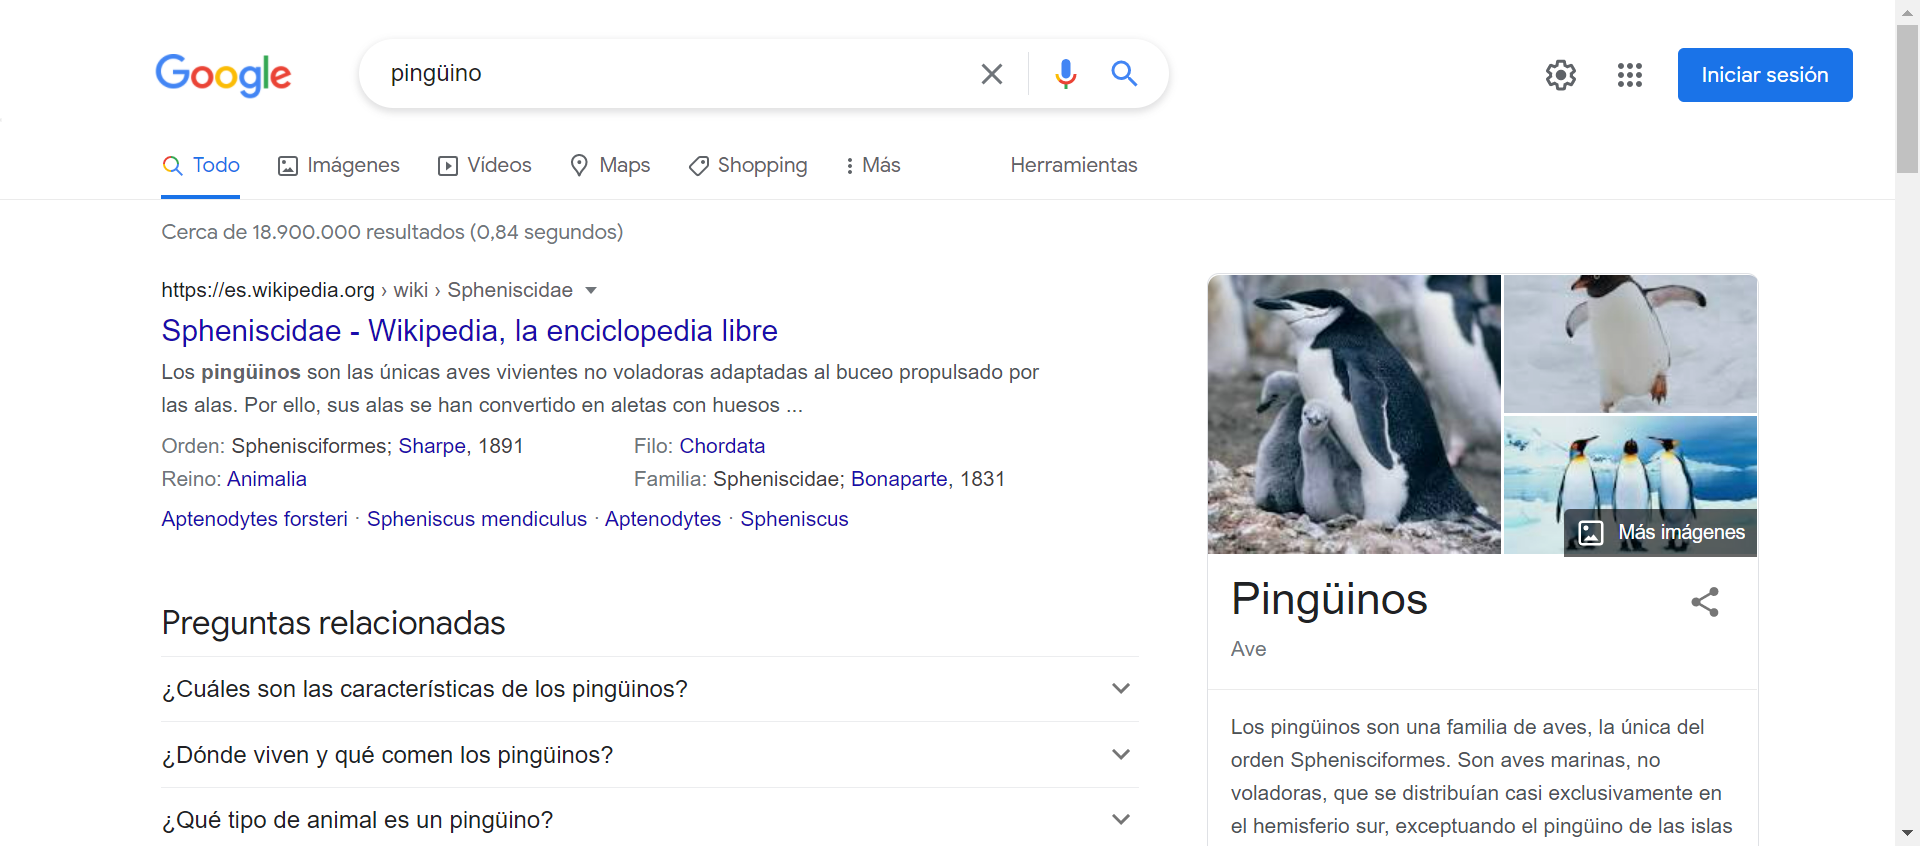 Google
pingüino
Iniciar sesión
Todo
Imágenes
Vídeos
Maps
Shopping
Más
Herramientas
Cerca de 18.900.000 resultados (0,84 segundos)
https://es.wikipedia.org › wiki › Spheniscidae
Spheniscidae - Wikipedia, la enciclopedia libre
Los pingüinos son las únicas aves vivientes no voladoras adaptadas al buceo propulsado por
las alas. Por ello, sus alas se han convertido en aletas con huesos ...
Orden: Sphenisciformes; Sharpe, 1891
Filo: Chordata
Reino: Animalia
Familia: Spheniscidae; Bonaparte, 1831
Aptenodytes forsteri · Spheniscus mendiculus · Aptenodytes · Spheniscus
Preguntas relacionadas
¿Cuáles son las características de los pingüinos?
¿Dónde viven y qué comen los pingüinos?
¿Qué tipo de animal es un pingüino?
Más imágenes
Pingüinos
Ave
Los pingüinos son una familia de aves, la única del
orden Sphenisciformes. Son aves marinas, no
voladoras, que se distribuían casi exclusivamente en
el hemisferio sur, exceptuando el pingüino de las islas